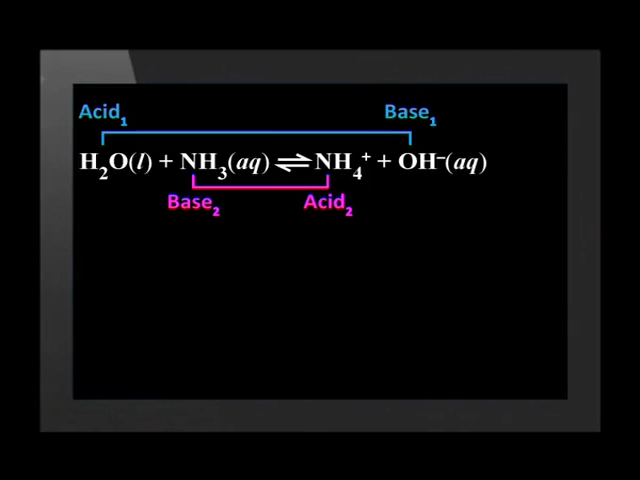 Acid₁ Base₁
H₂O(l) + NH₃(aq) ⇌ NH₄⁺ + OH⁻(aq)
Base₂ Acid₂